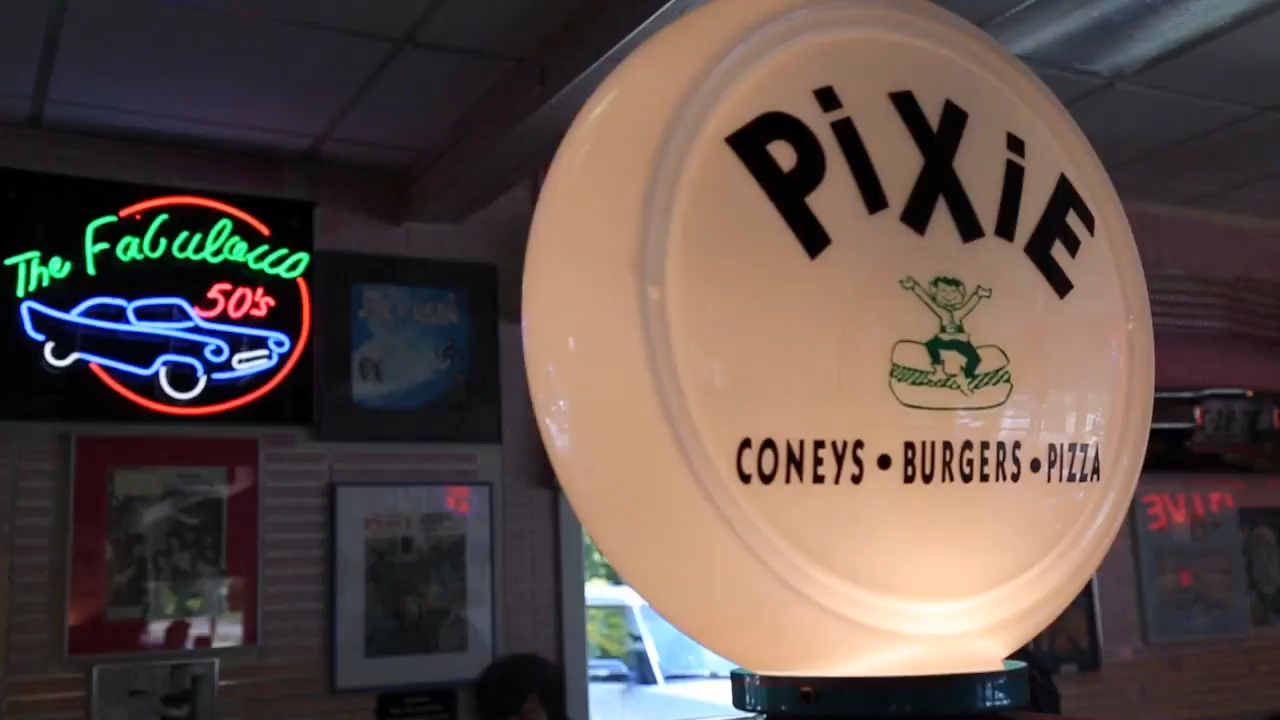 The Fabulous
50's
PiXiE
CONEYS • BURGERS • PIZZA